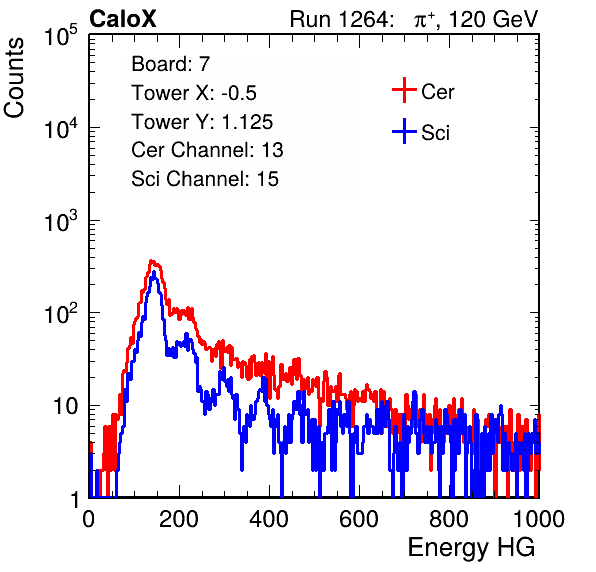 CaloX Run 1264: π⁺, 120 GeV
Counts
10⁵
10⁴
10³
10²
10
1
Board: 7
Tower X: -0.5
Tower Y: 1.125
Cer Channel: 13
Sci Channel: 15
Cer
Sci
0 200 400 600 800 1000
Energy HG